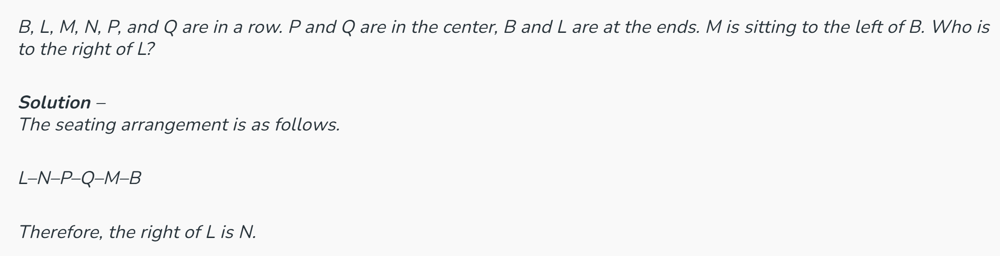 B, L, M, N, P, and Q are in a row. P and Q are in the center, B and L are at the ends. M is sitting to the left of B. Who is
to the right of L?
Solution –
The seating arrangement is as follows.
L–N–P–Q–M–B
Therefore, the right of L is N.